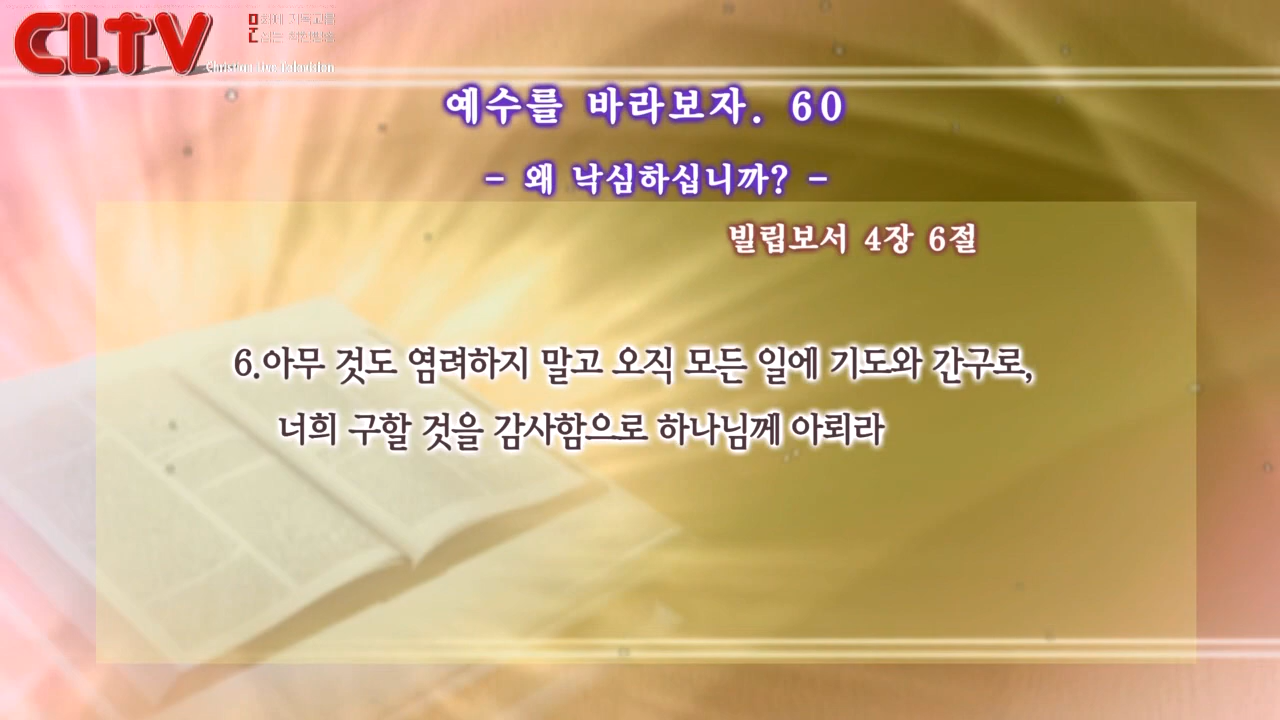 CLTV
Christian Live Television
예수를 바라보자. 60
- 왜 낙심하십니까? -
빌립보서 4장 6절
6.아무 것도 염려하지 말고 오직 모든 일에 기도와 간구로,
너희 구할 것을 감사함으로 하나님께 아뢰라